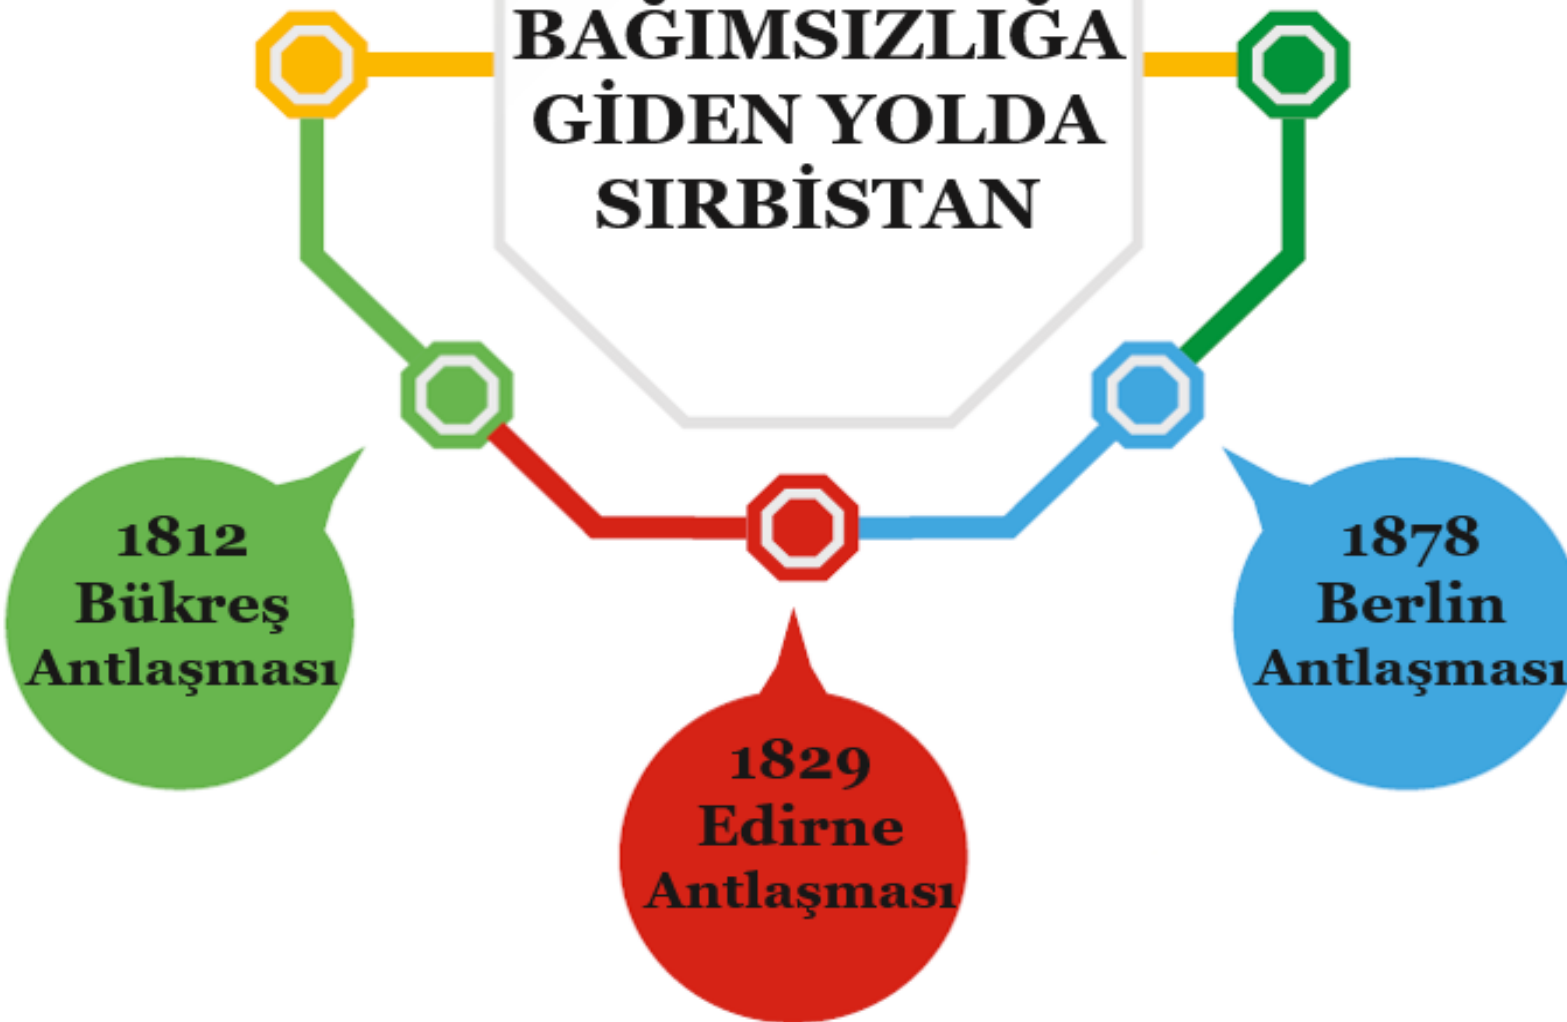 BAĞIMSIZLIĞA
GİDEN YOLDA
SIRBİSTAN
1812
Bükreş
Antlaşması
1829
Edirne
Antlaşması
1878
Berlin
Antlaşması